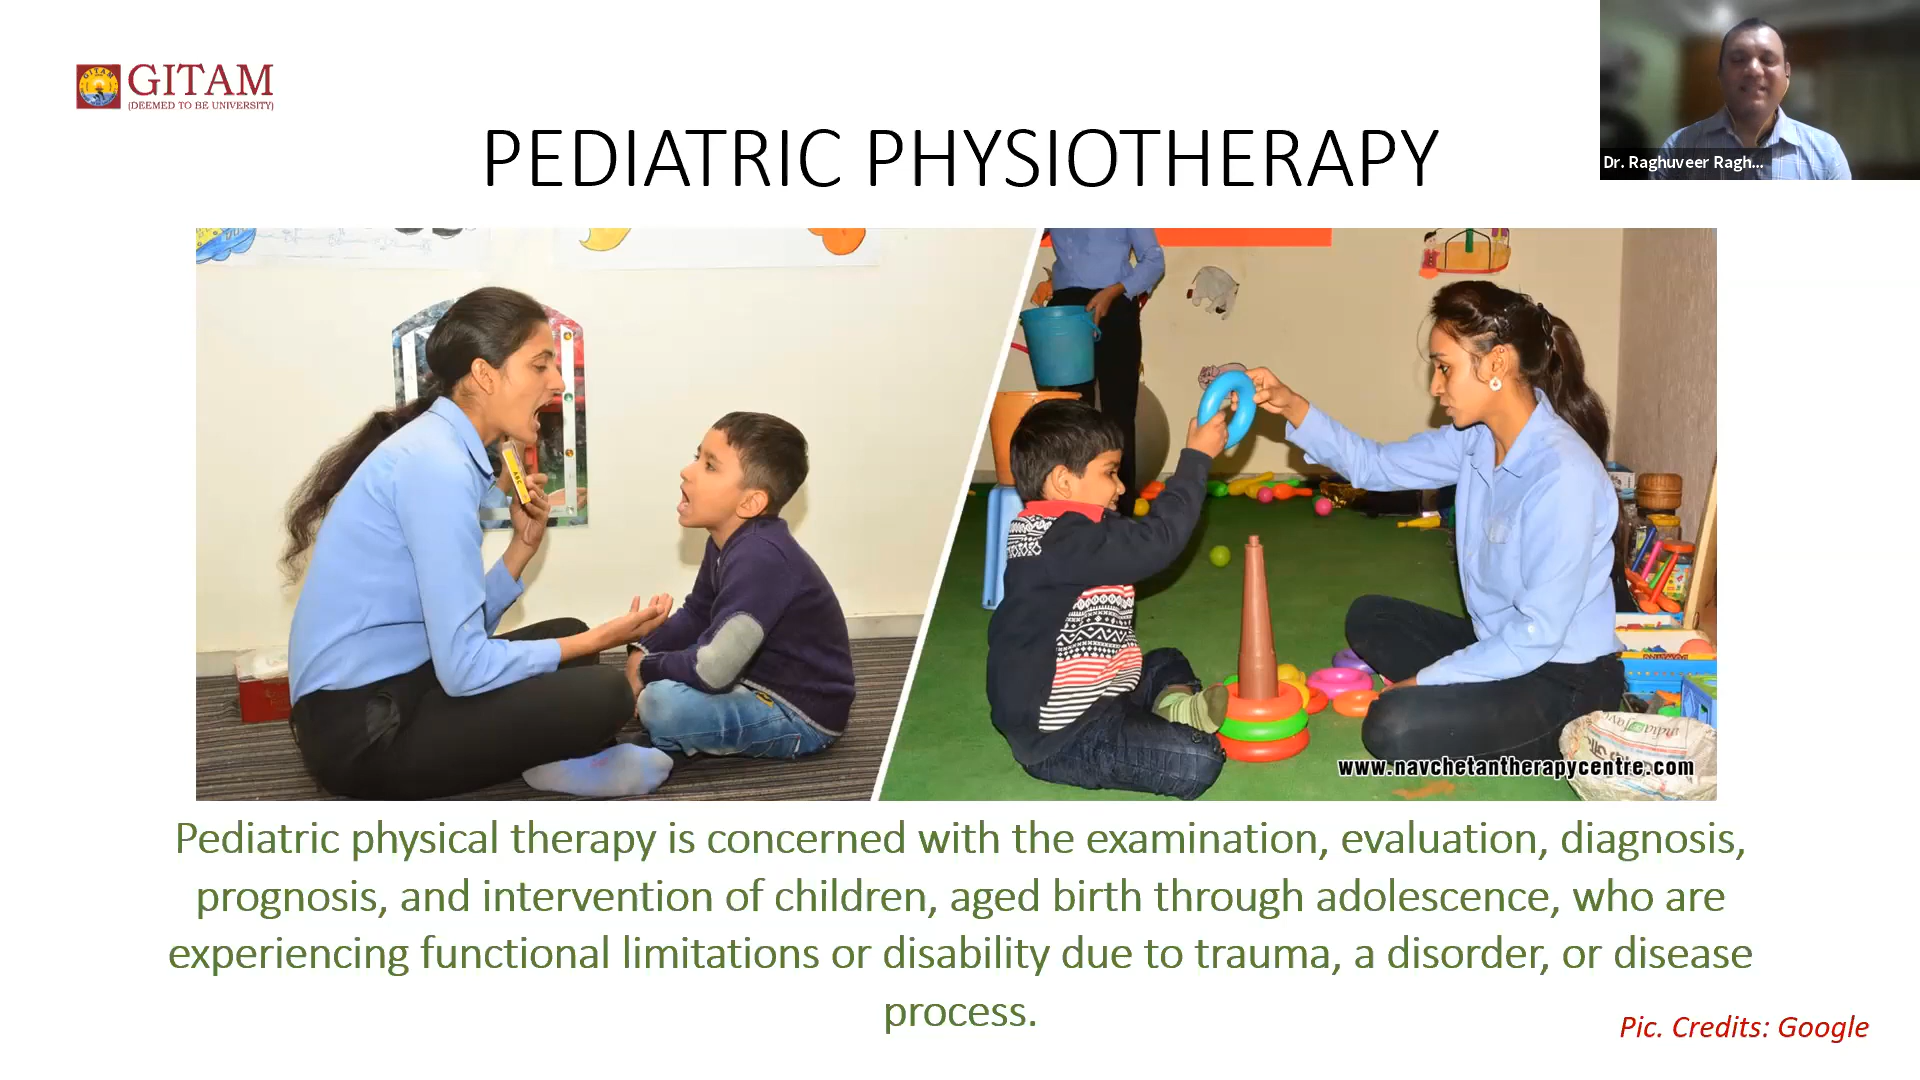 GITAM
(DEEMED TO BE UNIVERSITY)
Dr. Raghuveer Ragh...
PEDIATRIC PHYSIOTHERAPY
ABC
www.navchetantherapycentre.com
Pediatric physical therapy is concerned with the examination, evaluation, diagnosis,
prognosis, and intervention of children, aged birth through adolescence, who are
experiencing functional limitations or disability due to trauma, a disorder, or disease
process.
Pic. Credits: Google